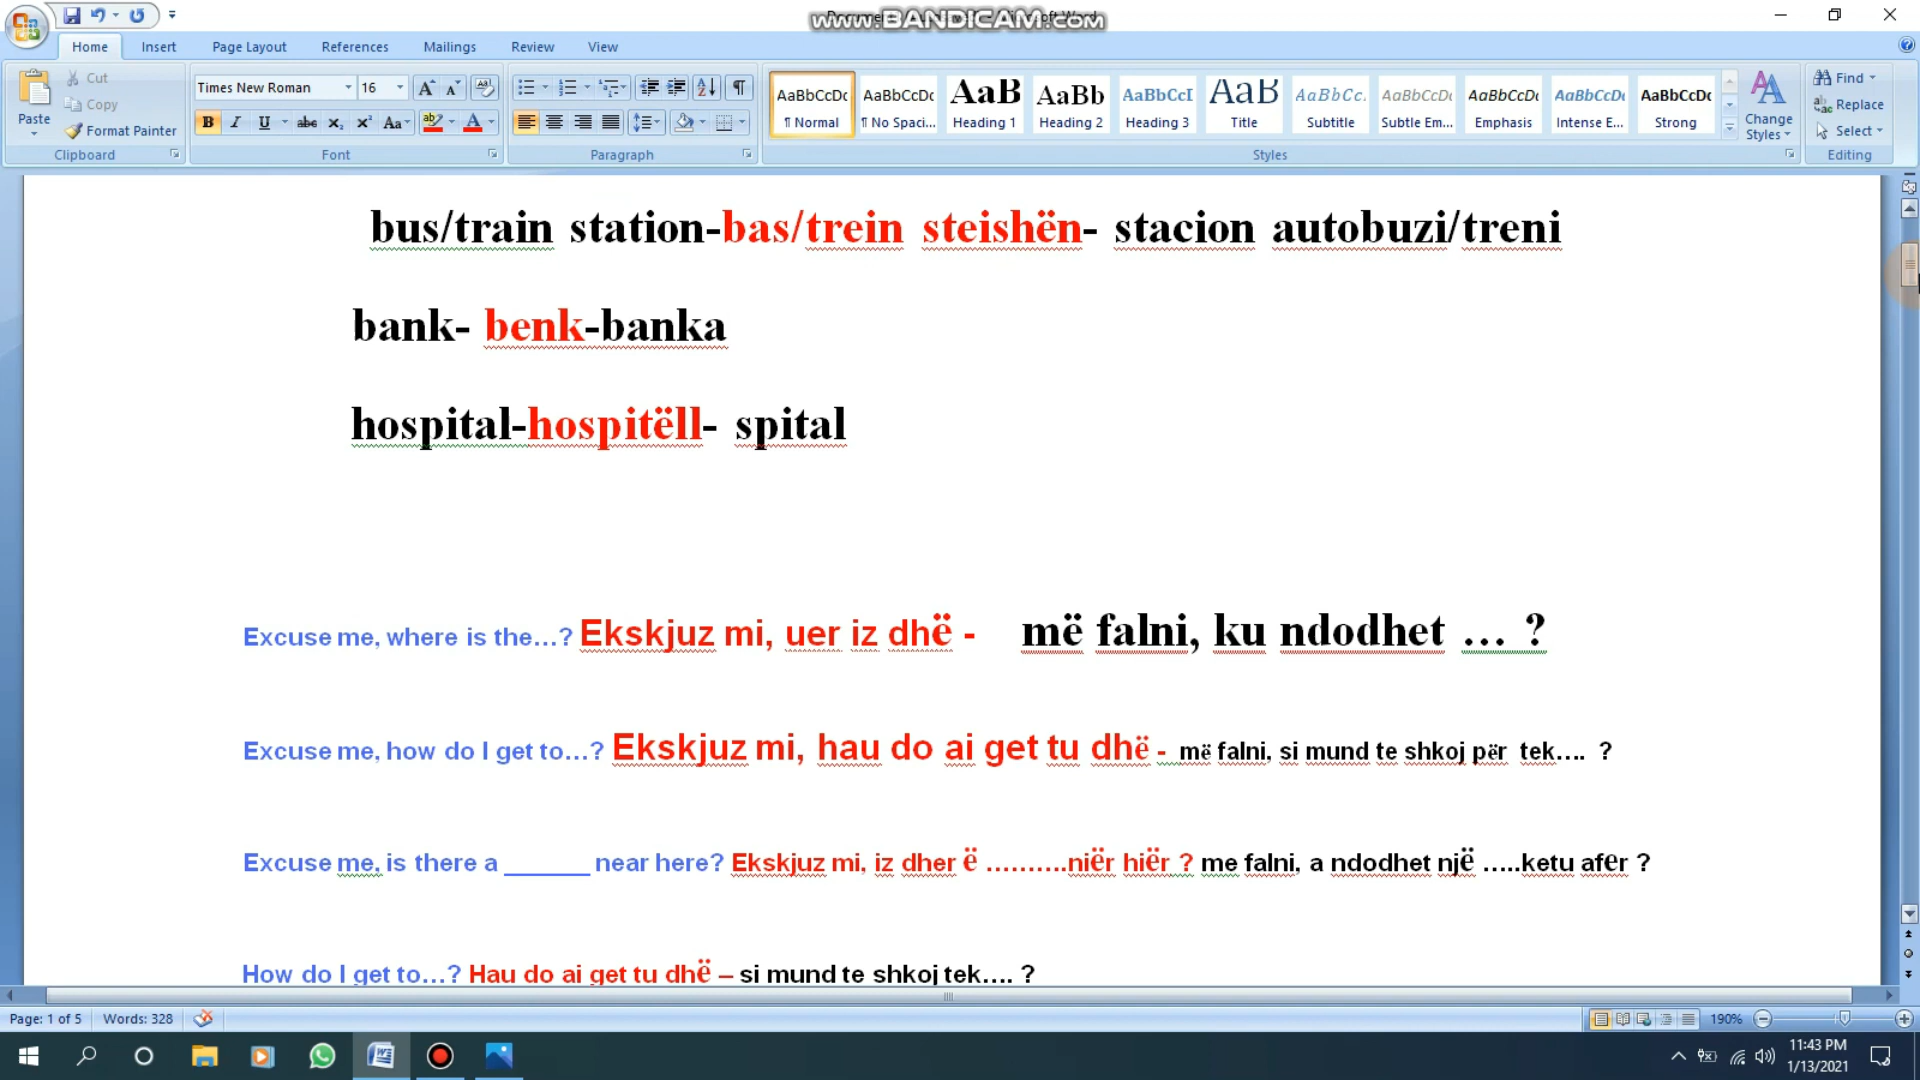 www.BANDICAM.com
Home Insert Page Layout References Mailings Review View
Paste
Cut
Copy
Format Painter
Clipboard
Times New Roman 16
Font
Paragraph
AaBbCcDc AaBbCcDc AaB AaBb AaBbCcI AaB AaBbCc. AaBbCcDc AaBbCcDc AaBbCcDc AaBbCcDc
¶ Normal ¶ No Spaci... Heading 1 Heading 2 Heading 3 Title Subtitle Subtle Em... Emphasis Intense E... Strong
Change Styles
Styles
Find
Replace
Select
Editing
bus/train station-bas/trein steishën- stacion autobuzi/treni
bank- benk-banka
hospital-hospitëll- spital
Excuse me, where is the…? Ekskjuz mi, uer iz dhë - më falni, ku ndodhet … ?
Excuse me, how do I get to…? Ekskjuz mi, hau do ai get tu dhë - më falni, si mund te shkoj për tek…. ?
Excuse me, is there a ______ near here? Ekskjuz mi, iz dher ë ……….niër hiër ? me falni, a ndodhet një …..ketu afër ?
How do I get to…? Hau do ai get tu dhë – si mund te shkoj tek…. ?
Page: 1 of 5 Words: 328 190%
11:43 PM
1/13/2021